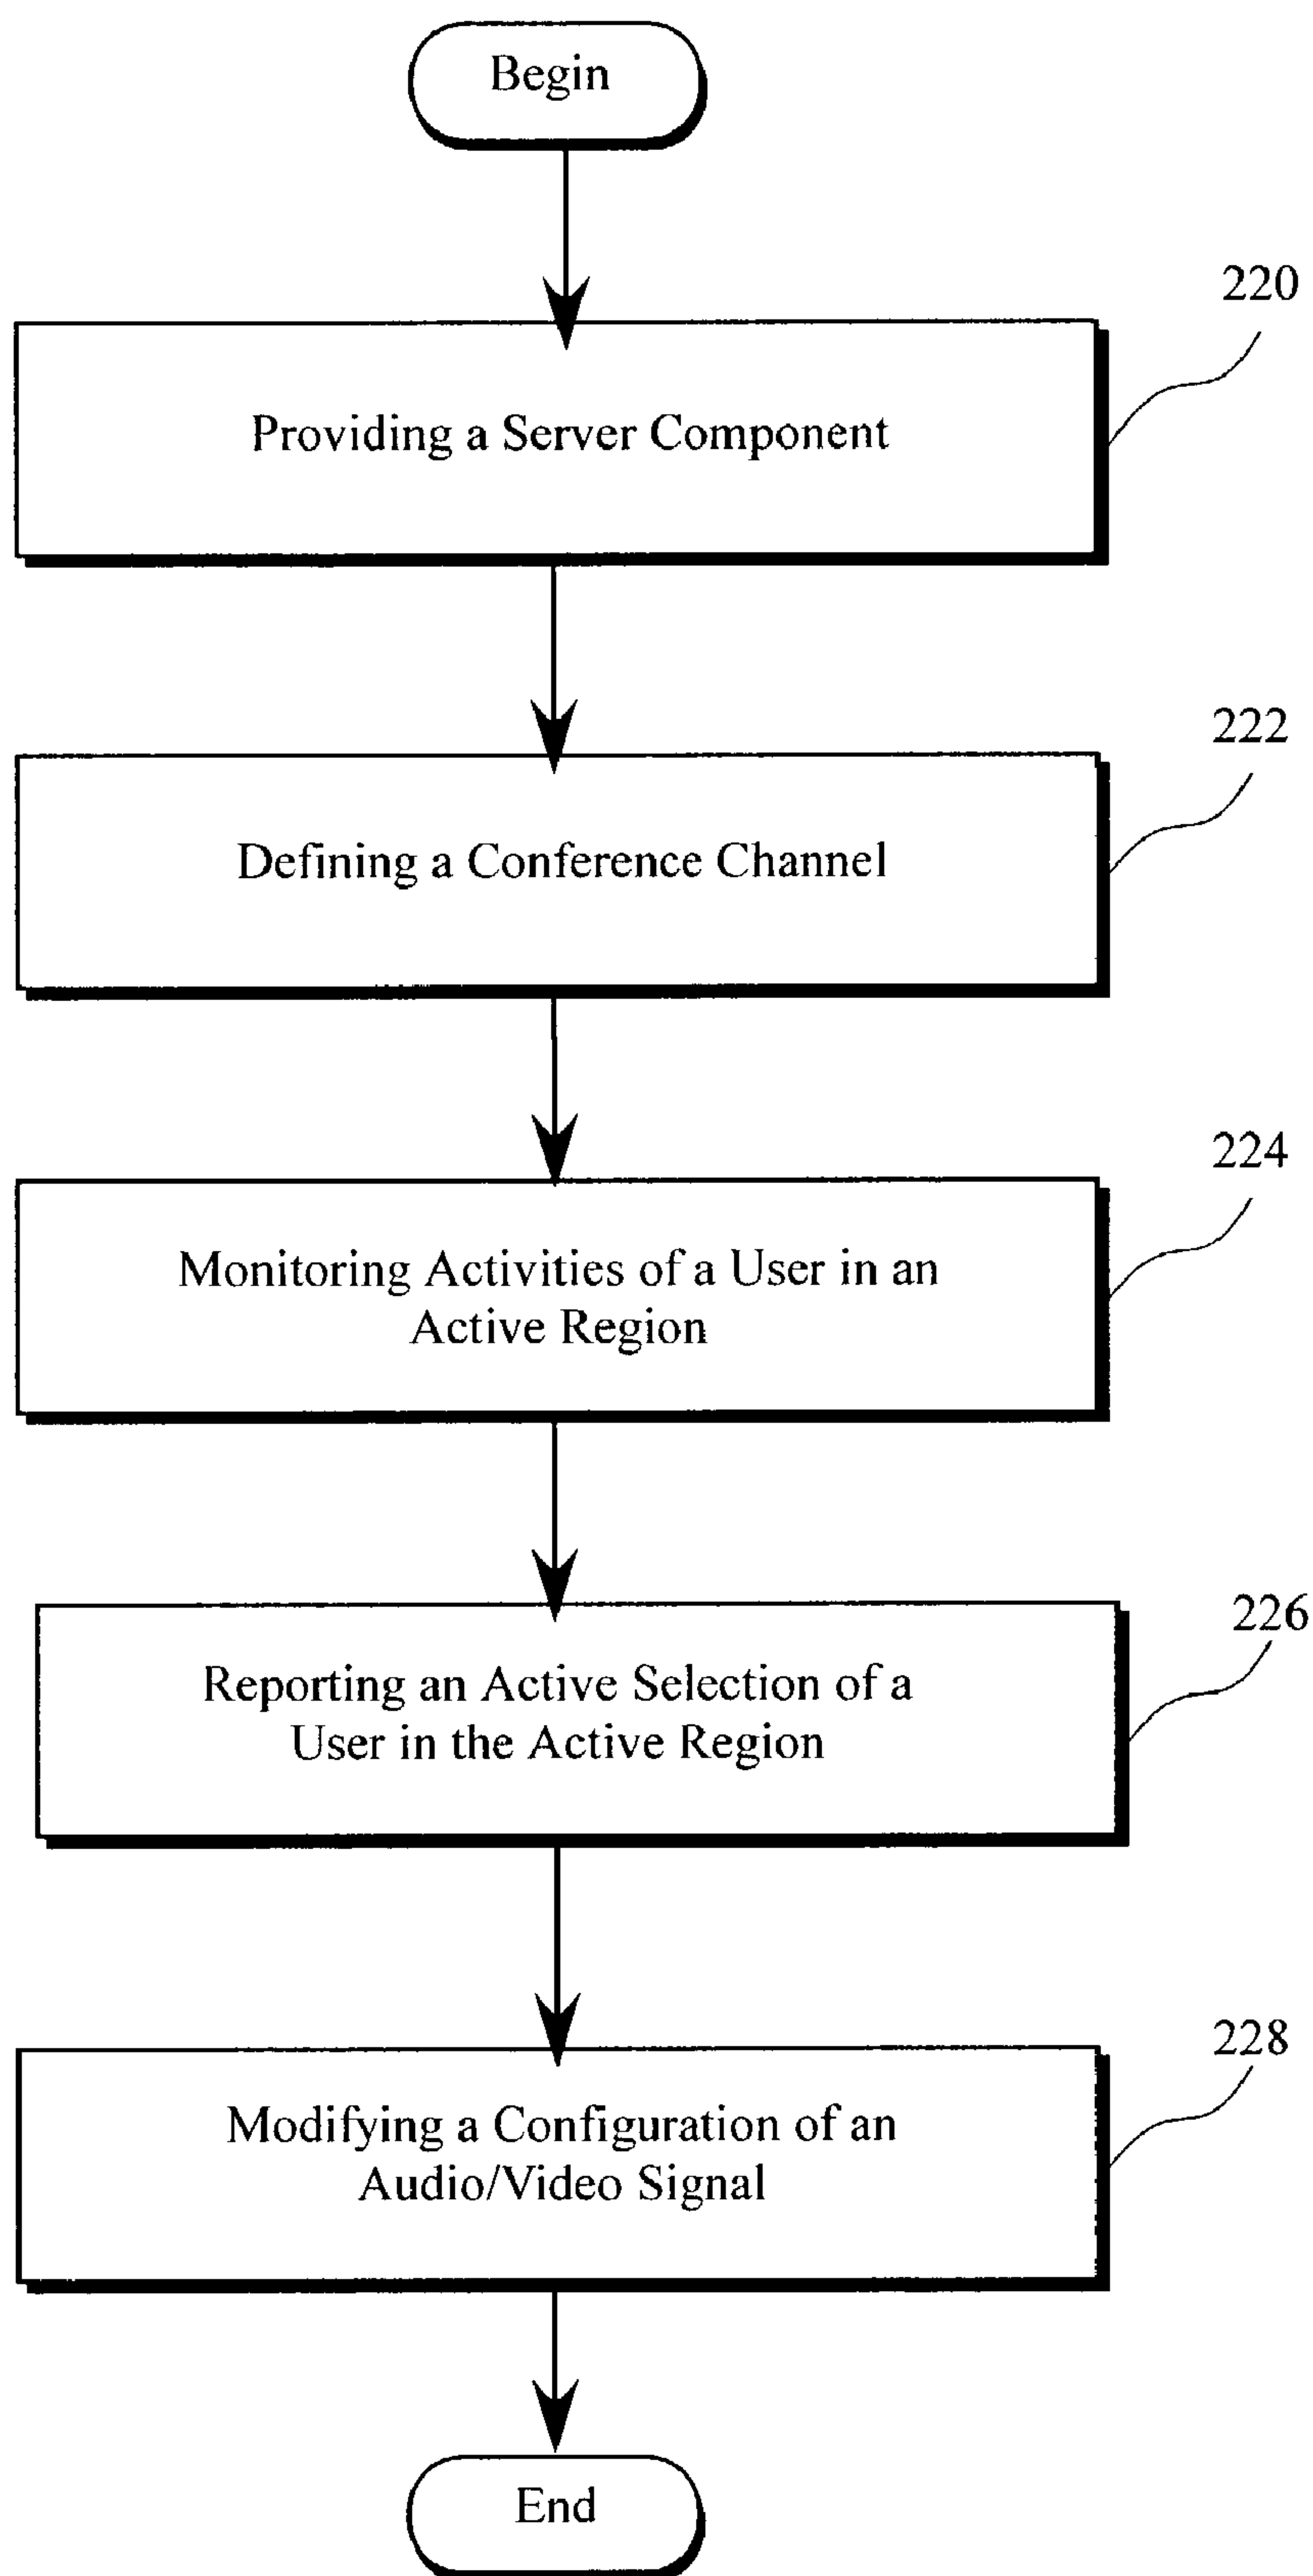 Begin
220
Providing a Server Component
222
Defining a Conference Channel
224
Monitoring Activities of a User in an
Active Region
226
Reporting an Active Selection of a
User in the Active Region
228
Modifying a Configuration of an
Audio/Video Signal
End